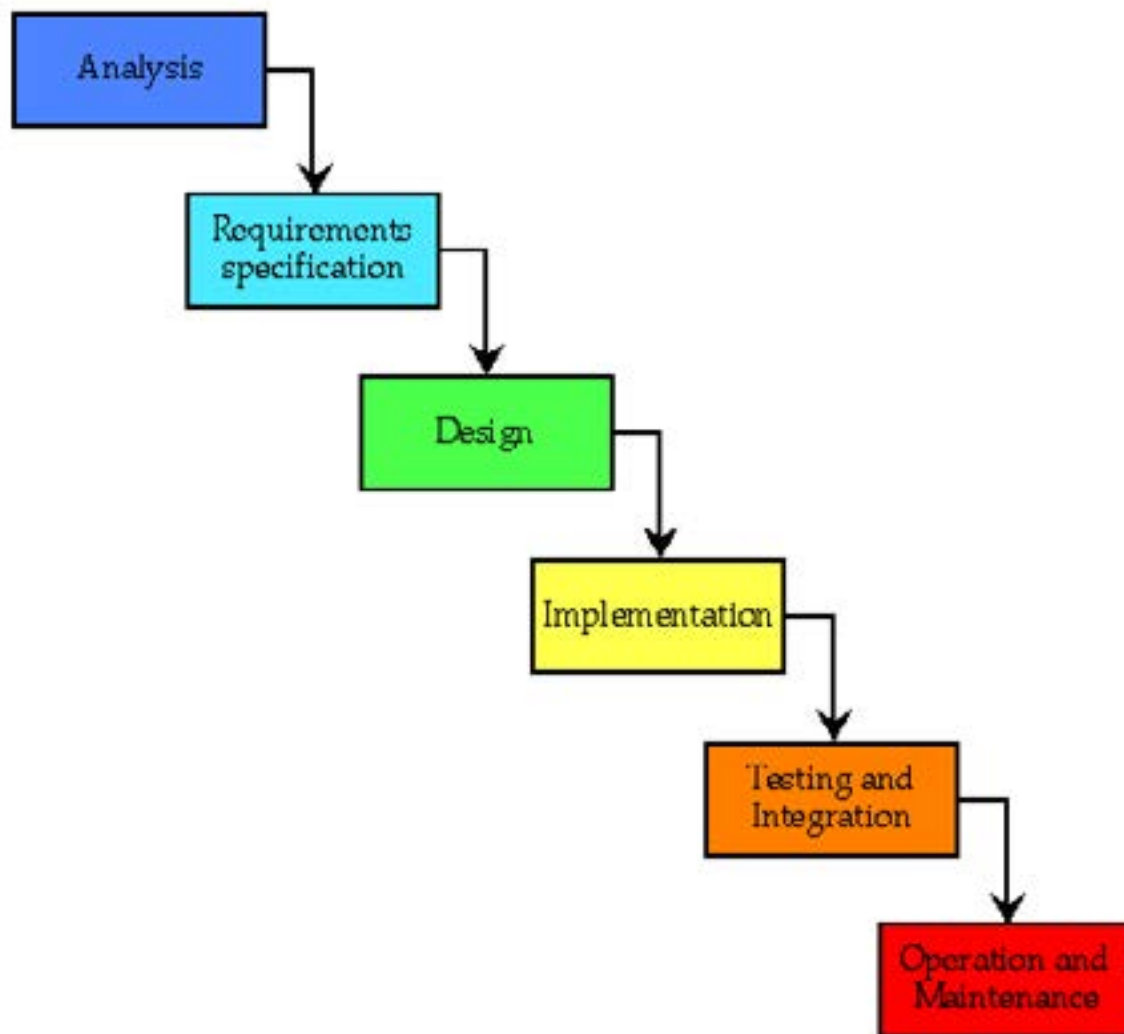 Analysis
Requirements
specification
Design
Implementation
Testing and
Integration
Operation and
Maintenance